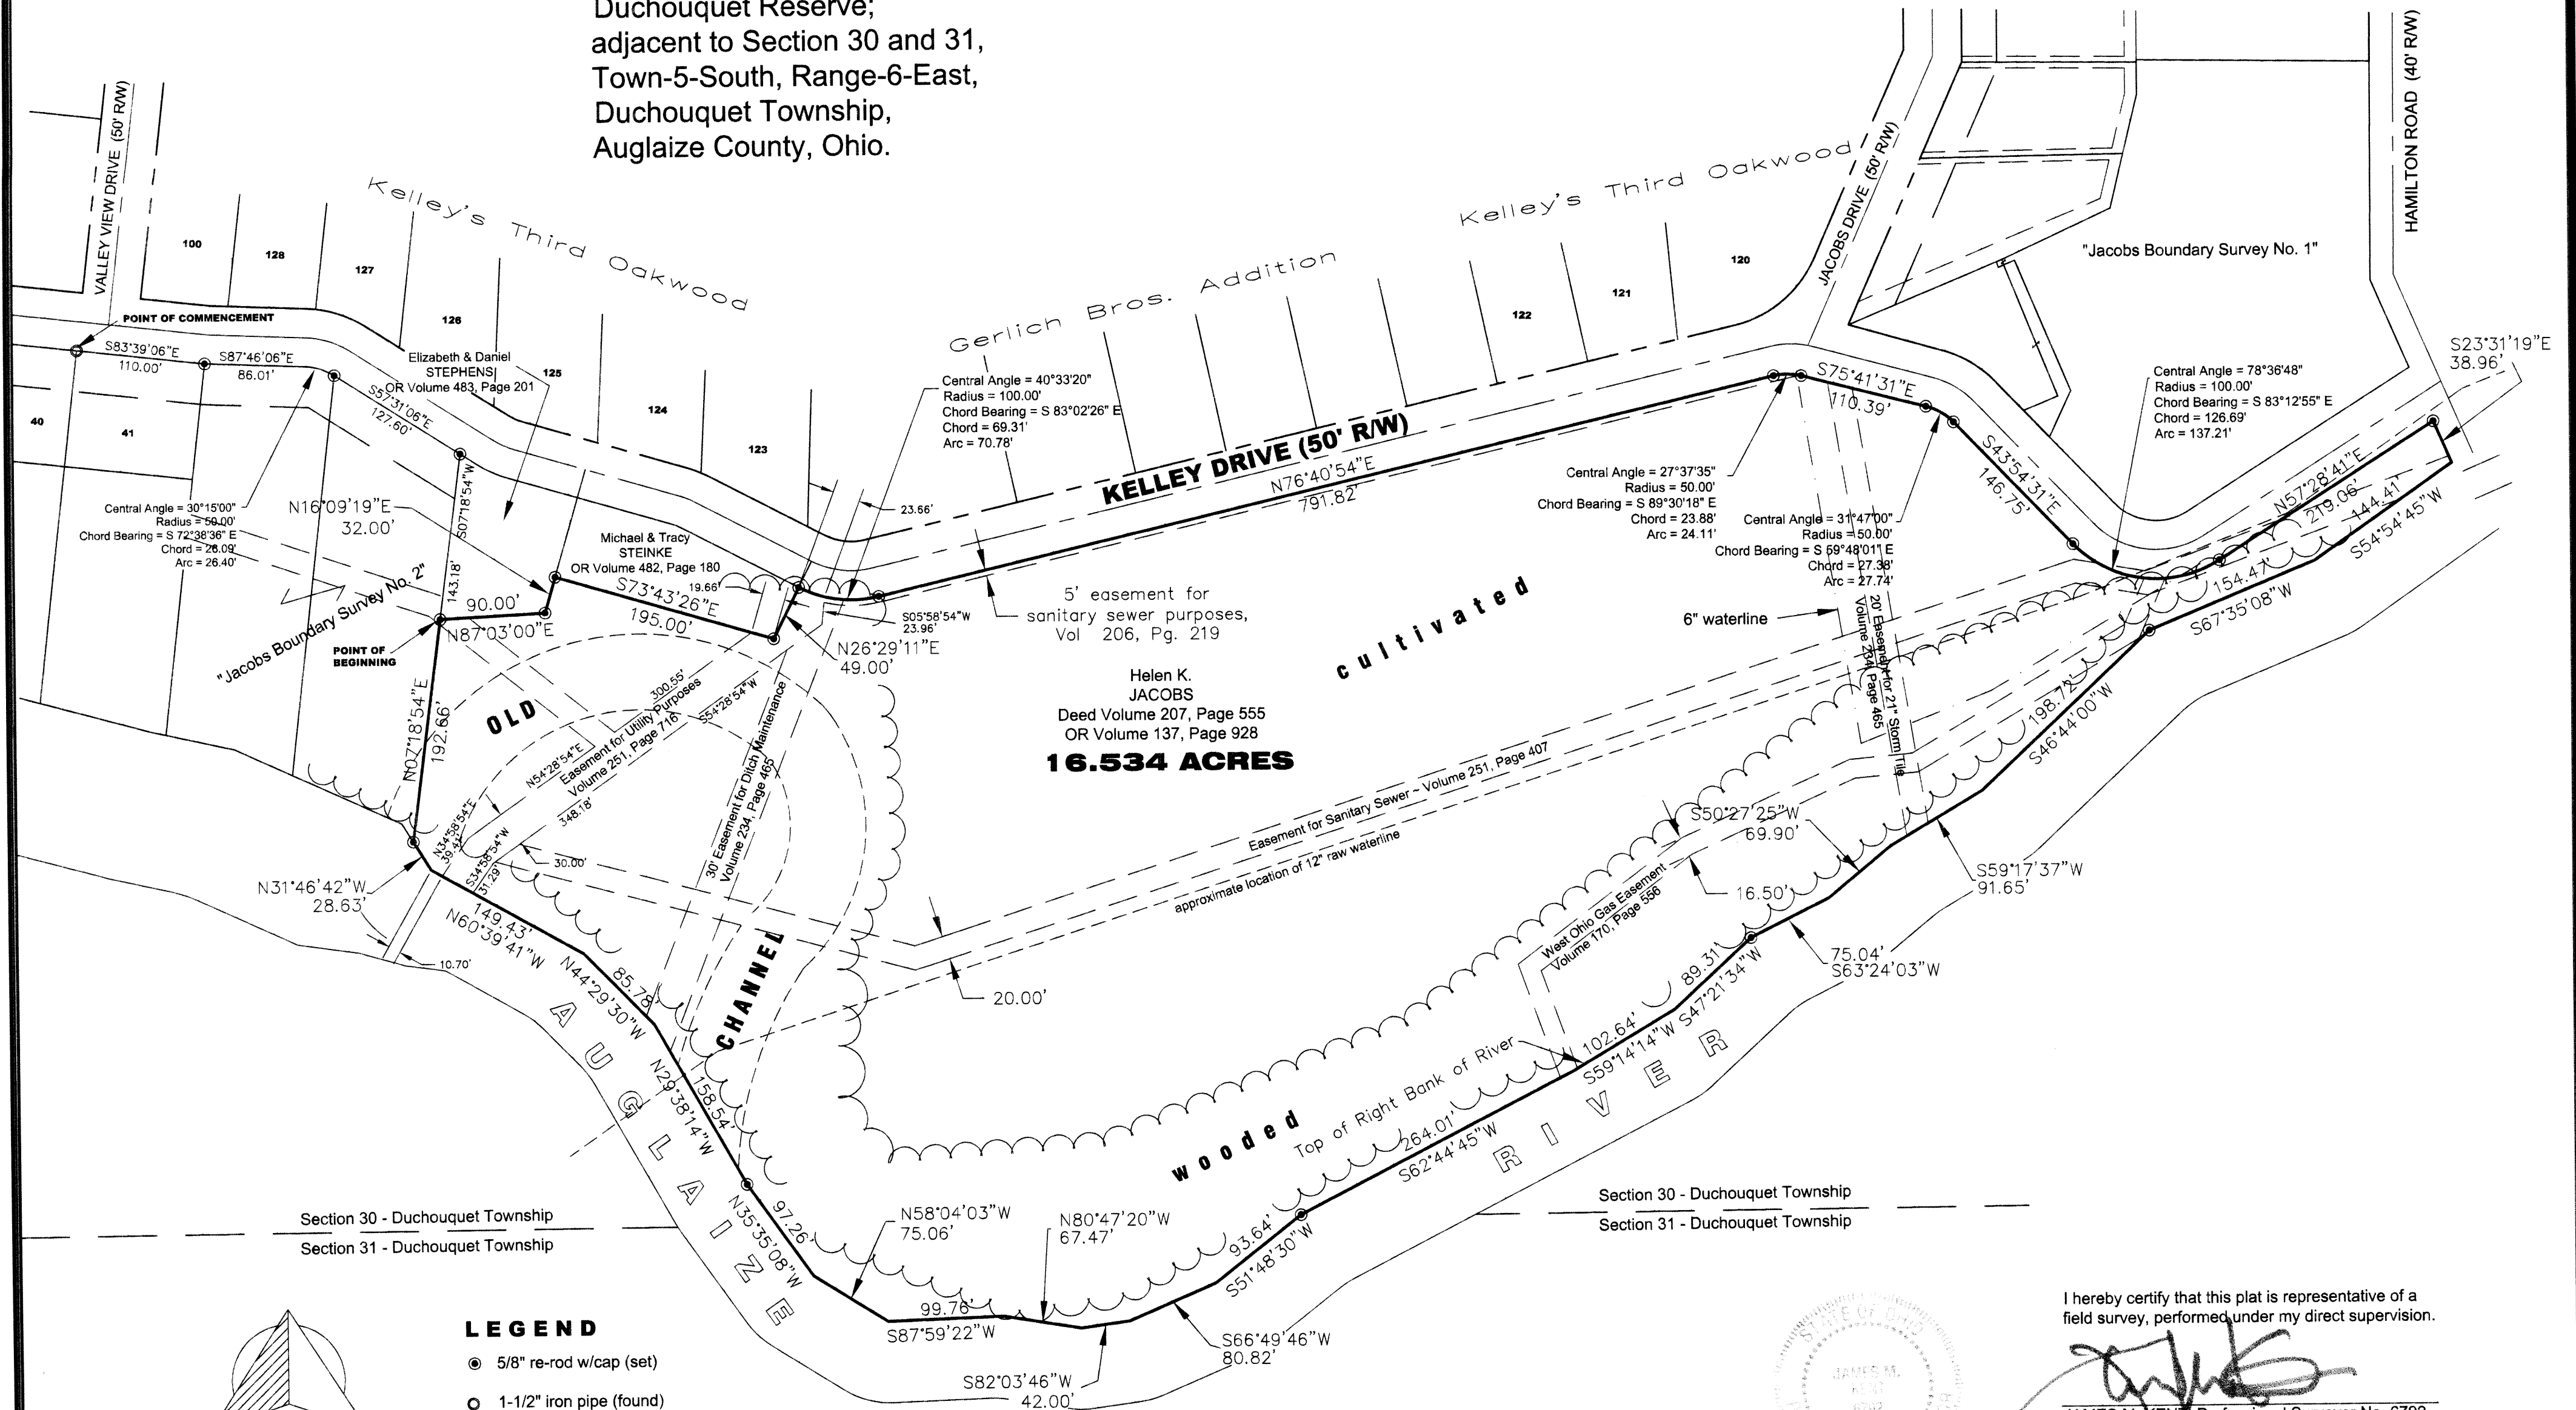 Duchouquet Reserve;
adjacent to Section 30 and 31,
Town-5-South, Range-6-East,
Duchouquet Township,
Auglaize County, Ohio.
VALLEY VIEW DRIVE (50' R/W)
Kelley's Third Oakwood
Gerlich Bros. Addition
Kelley's Third Oakwood
JACOBS DRIVE (50' R/W)
HAMILTON ROAD (40' R/W)
"Jacobs Boundary Survey No. 1"
100
128
127
126
125
124
123
122
121
120
40
41
POINT OF COMMENCEMENT
S83°39'06"E
110.00'
S87°46'06"E
86.01'
S57°31'06"E
127.60'
Elizabeth & Daniel
STEPHENS
OR Volume 483, Page 201
Central Angle = 30°15'00"
Radius = 50.00'
Chord Bearing = S 72°38'36" E
Chord = 26.09'
Arc = 26.40'
N16°09'19"E
32.00'
S07°18'54"W
143.18'
"Jacobs Boundary Survey No. 2"
90.00'
N87°03'00"E
POINT OF
BEGINNING
Michael & Tracy
STEINKE
OR Volume 482, Page 180
S73°43'26"E
195.00'
19.66'
23.66'
S05°58'54"W
23.96'
N26°29'11"E
49.00'
Central Angle = 40°33'20"
Radius = 100.00'
Chord Bearing = S 83°02'26" E
Chord = 69.31'
Arc = 70.78'
KELLEY DRIVE (50' R/W)
N76°40'54"E
791.82'
5' easement for
sanitary sewer purposes,
Vol 206, Pg. 219
Central Angle = 27°37'35"
Radius = 50.00'
Chord Bearing = S 89°30'18" E
Chord = 23.88'
Arc = 24.11'
S75°41'31"E
110.39'
Central Angle = 31°47'00"
Radius = 50.00'
Chord Bearing = S 59°48'01" E
Chord = 27.38'
Arc = 27.74'
S43°54'31"E
146.75'
Central Angle = 78°36'48"
Radius = 100.00'
Chord Bearing = S 83°12'55" E
Chord = 126.69'
Arc = 137.21'
S23°31'19"E
38.96'
N57°28'41"E
219.06'
144.41'
S54°54'45"W
154.47'
S67°35'08"W
198.72'
S46°44'00"W
6" waterline
20' Easement for 21" Storm Tile
Volume 234, Page 465
cultivated
Helen K.
JACOBS
Deed Volume 207, Page 555
OR Volume 137, Page 928
16.534 ACRES
OLD
CHANNEL
N07°18'54"E
192.66'
300.55'
N54°28'54"E
Easement for Utility Purposes
Volume 251, Page 716
S54°28'54"W
348.18'
30' Easement for Ditch Maintenance
Volume 234, Page 465
N34°58'54"E
39.41'
S34°58'54"W
31.29'
30.00'
N31°46'42"W
28.63'
10.70'
149.43'
N60°39'41"W
85.78'
N44°29'30"W
158.54'
N29°38'14"W
97.26'
N35°35'08"W
Easement for Sanitary Sewer ~ Volume 251, Page 407
approximate location of 12" raw waterline
20.00'
West Ohio Gas Easement
Volume 170, Page 556
16.50'
S50°27'25"W
69.90'
S59°17'37"W
91.65'
75.04'
S63°24'03"W
89.31'
S47°21'34"W
102.64'
S59°14'14"W
Top of Right Bank of River
wooded
264.01'
S62°44'45"W
93.64'
S51°48'30"W
N58°04'03"W
75.06'
N80°47'20"W
67.47'
99.76'
S87°59'22"W
S66°49'46"W
80.82'
S82°03'46"W
42.00'
AUGLAIZE
RIVER
Section 30 - Duchouquet Township
Section 31 - Duchouquet Township
Section 30 - Duchouquet Township
Section 31 - Duchouquet Township
LEGEND
5/8" re-rod w/cap (set)
1-1/2" iron pipe (found)
STATE OF OHIO
JAMES M.
KENT
6792
I hereby certify that this plat is representative of a
field survey, performed under my direct supervision.